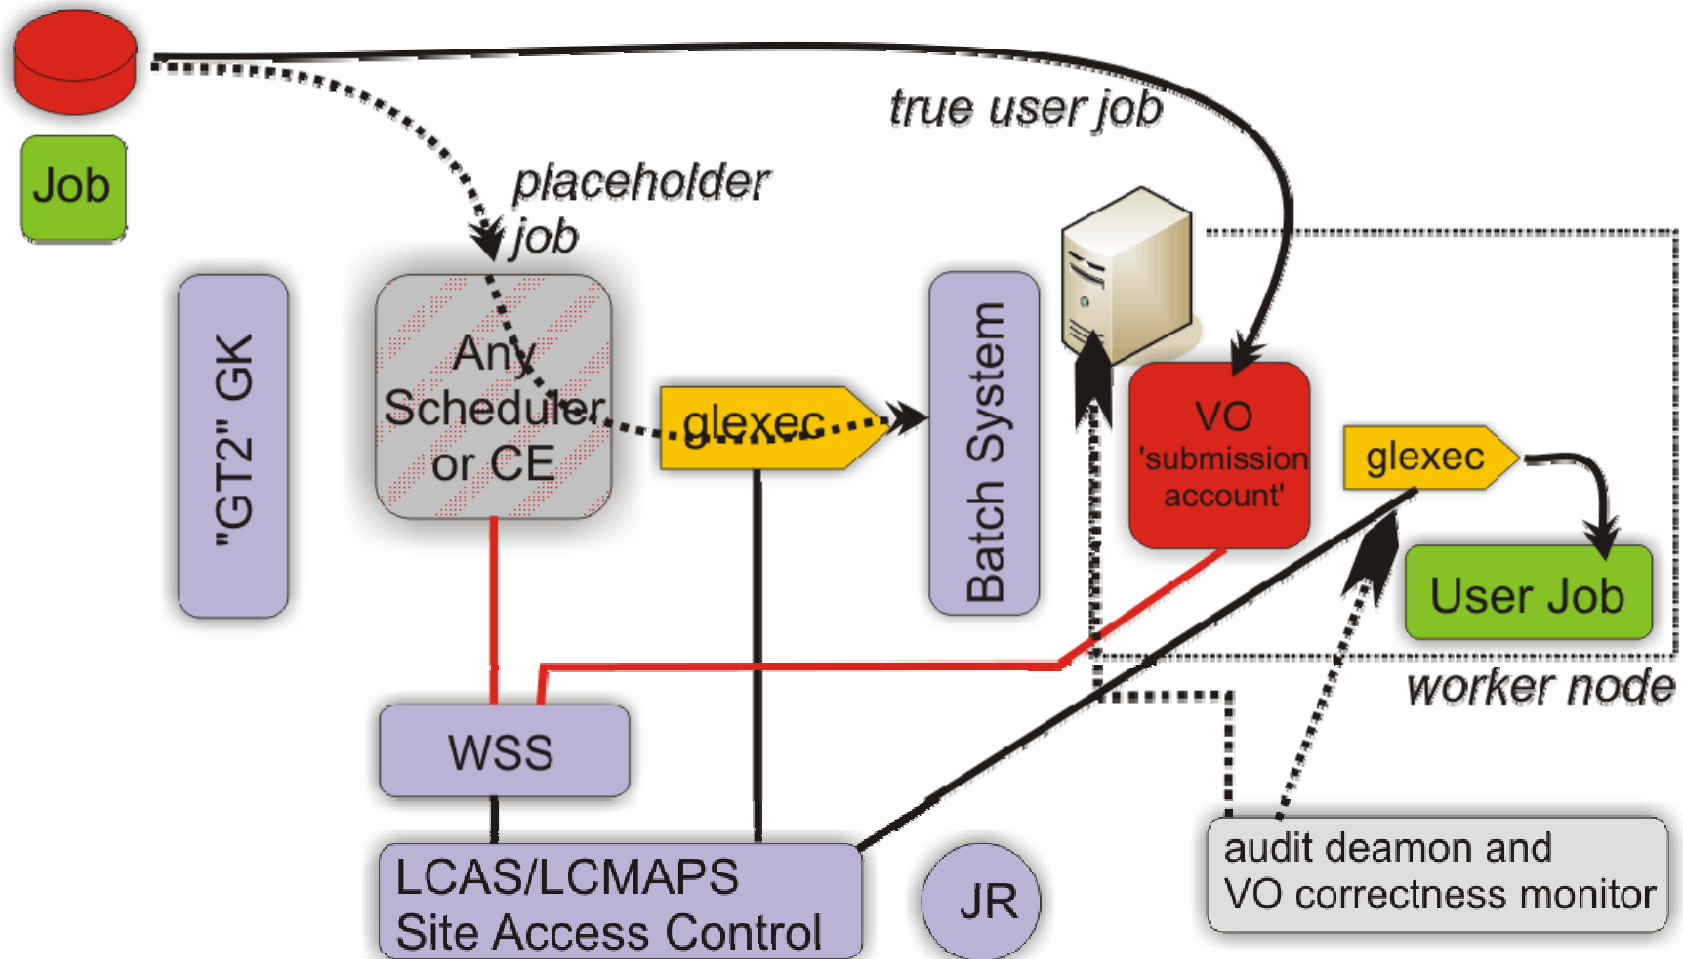 true user job
placeholder
job
Job
"GT2" GK
Any
Scheduler
or CE
glexec
Batch System
VO
'submission
account'
glexec
User Job
worker node
WSS
LCAS/LCMAPS
Site Access Control
JR
audit deamon and
VO correctness monitor